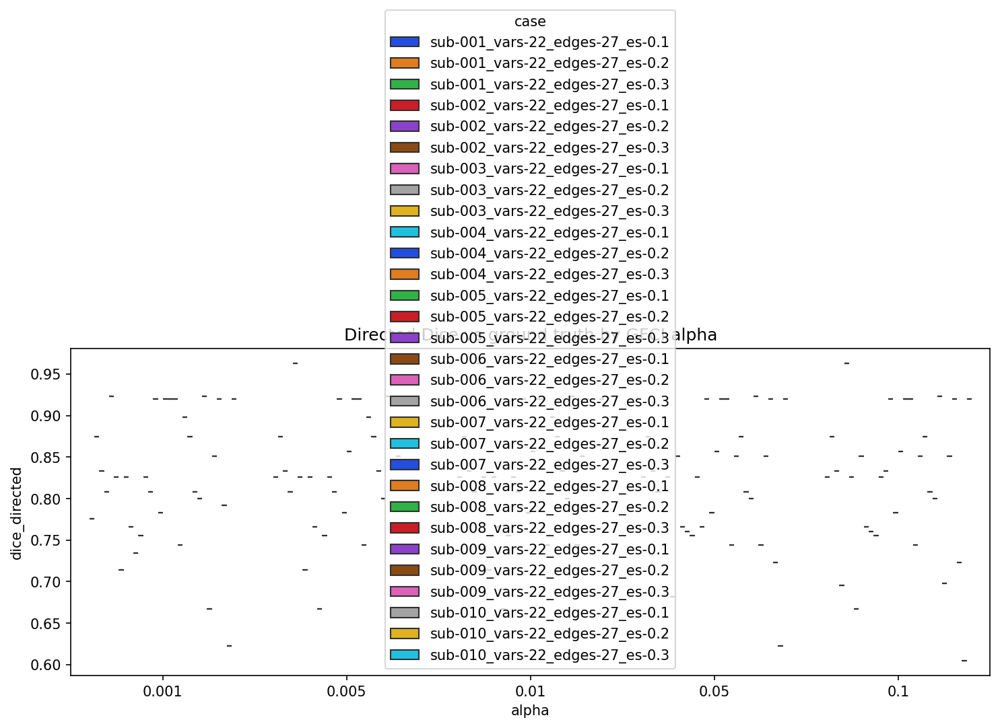 case
sub-001_vars-22_edges-27_es-0.1
sub-001_vars-22_edges-27_es-0.2
sub-001_vars-22_edges-27_es-0.3
sub-002_vars-22_edges-27_es-0.1
sub-002_vars-22_edges-27_es-0.2
sub-002_vars-22_edges-27_es-0.3
sub-003_vars-22_edges-27_es-0.1
sub-003_vars-22_edges-27_es-0.2
sub-003_vars-22_edges-27_es-0.3
sub-004_vars-22_edges-27_es-0.1
sub-004_vars-22_edges-27_es-0.2
sub-004_vars-22_edges-27_es-0.3
sub-005_vars-22_edges-27_es-0.1
sub-005_vars-22_edges-27_es-0.2
Directed Dice vs ground truth by GFCI alpha
sub-005_vars-22_edges-27_es-0.3
sub-006_vars-22_edges-27_es-0.1
sub-006_vars-22_edges-27_es-0.2
sub-006_vars-22_edges-27_es-0.3
sub-007_vars-22_edges-27_es-0.1
sub-007_vars-22_edges-27_es-0.2
sub-007_vars-22_edges-27_es-0.3
sub-008_vars-22_edges-27_es-0.1
sub-008_vars-22_edges-27_es-0.2
sub-008_vars-22_edges-27_es-0.3
sub-009_vars-22_edges-27_es-0.1
sub-009_vars-22_edges-27_es-0.2
sub-009_vars-22_edges-27_es-0.3
sub-010_vars-22_edges-27_es-0.1
sub-010_vars-22_edges-27_es-0.2
sub-010_vars-22_edges-27_es-0.3
dice_directed
0.95
0.90
0.85
0.80
0.75
0.70
0.65
0.60
0.001 0.005 0.01 0.05 0.1
alpha